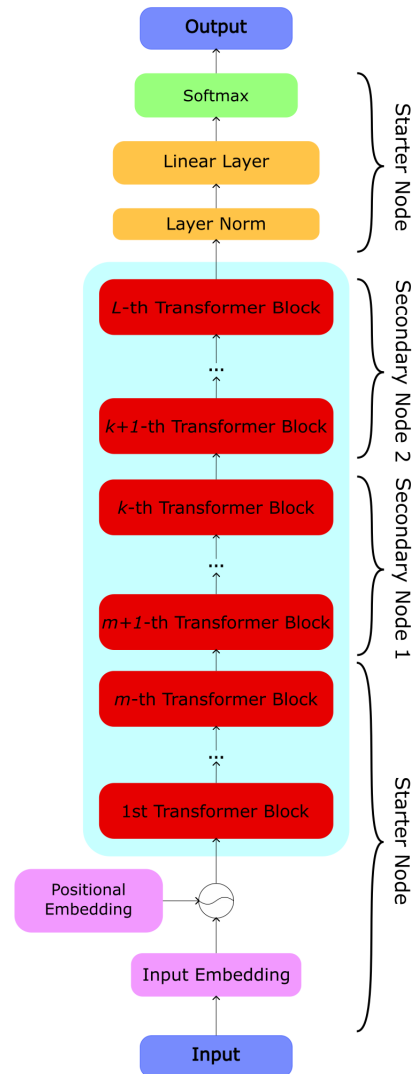 Output
Softmax
Linear Layer
Layer Norm
Starter Node
L-th Transformer Block
...
k+1-th Transformer Block
Secondary Node 2
k-th Transformer Block
...
m+1-th Transformer Block
Secondary Node 1
m-th Transformer Block
...
1st Transformer Block
Starter Node
Positional
Embedding
Input Embedding
Input